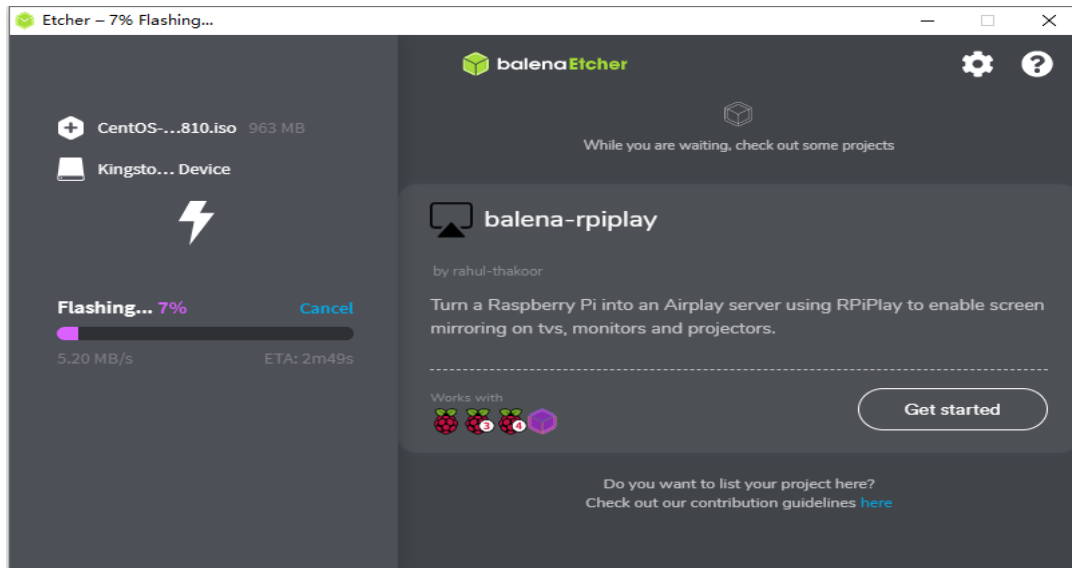 Etcher – 7% Flashing...
balenaEtcher
CentOS-...810.iso 963 MB
Kingsto... Device
Flashing... 7% Cancel
5.20 MB/s ETA: 2m49s
While you are waiting, check out some projects
balena-rpiplay
by rahul-thakoor
Turn a Raspberry Pi into an Airplay server using RPiPlay to enable screen
mirroring on tvs, monitors and projectors.
Works with
3 4
Get started
Do you want to list your project here?
Check out our contribution guidelines here